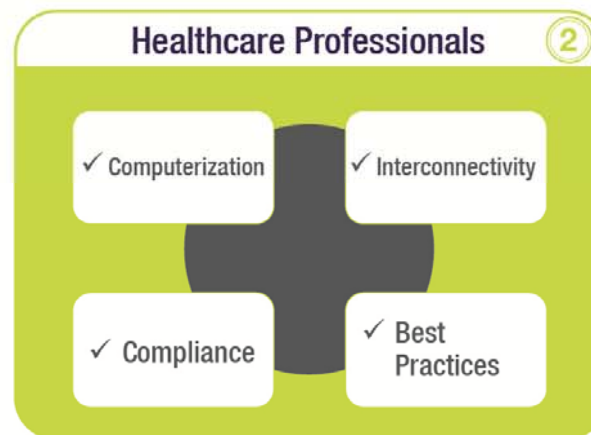 Healthcare Professionals
2
✓ Computerization
✓ Interconnectivity
✓ Compliance
✓ Best
Practices